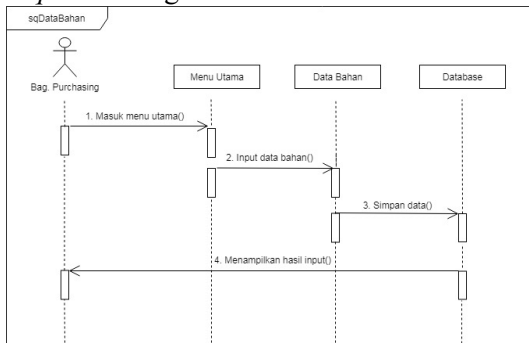 sqDataBahan
Bag. Purchasing
Menu Utama
Data Bahan
Database
1. Masuk menu utama()
2. Input data bahan()
3. Simpan data()
4. Menampilkan hasil input()